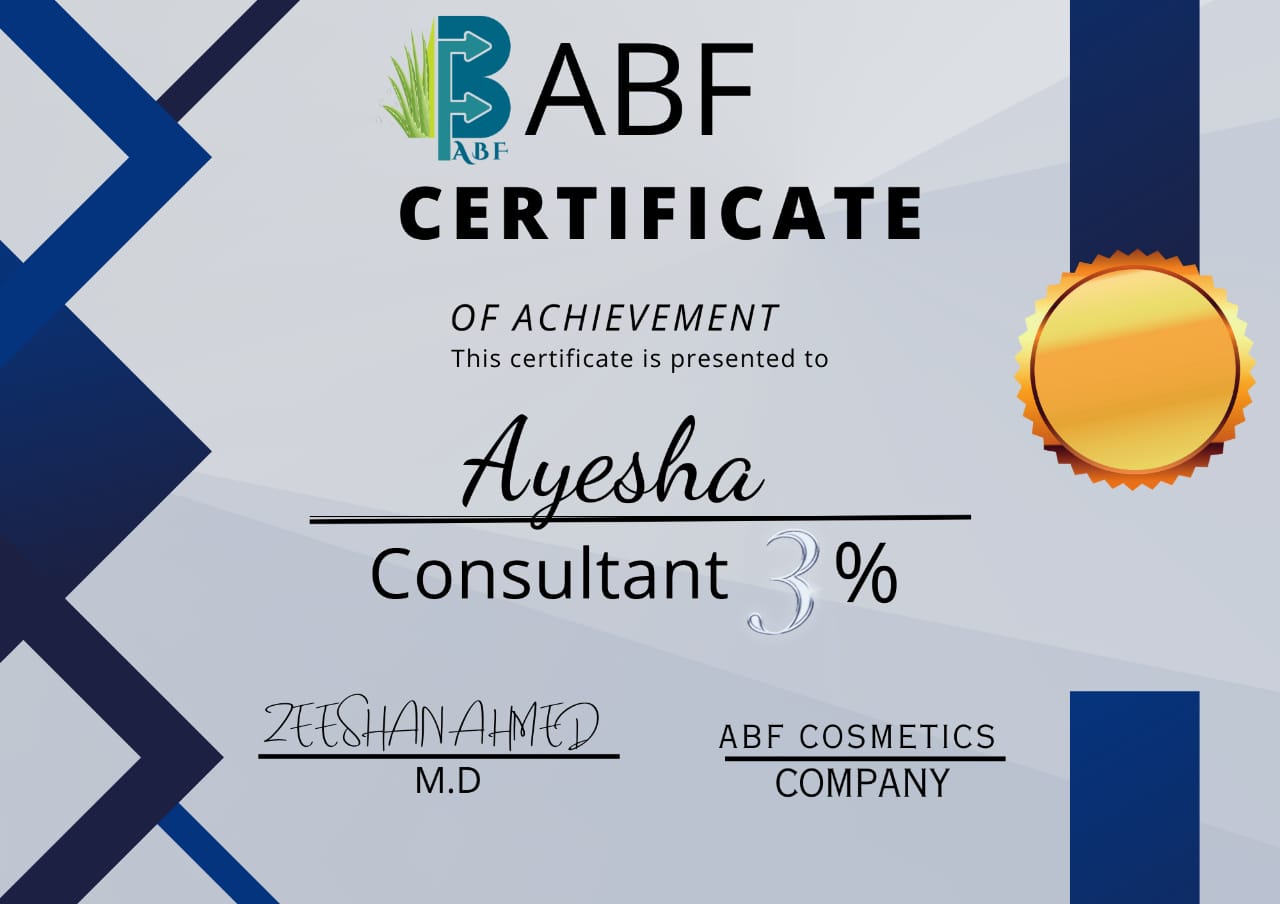 ABF
ABF
CERTIFICATE
OF ACHIEVEMENT
This certificate is presented to
Ayesha
Consultant 3%
ZEESHAN AHMED
M.D
ABF COSMETICS
COMPANY